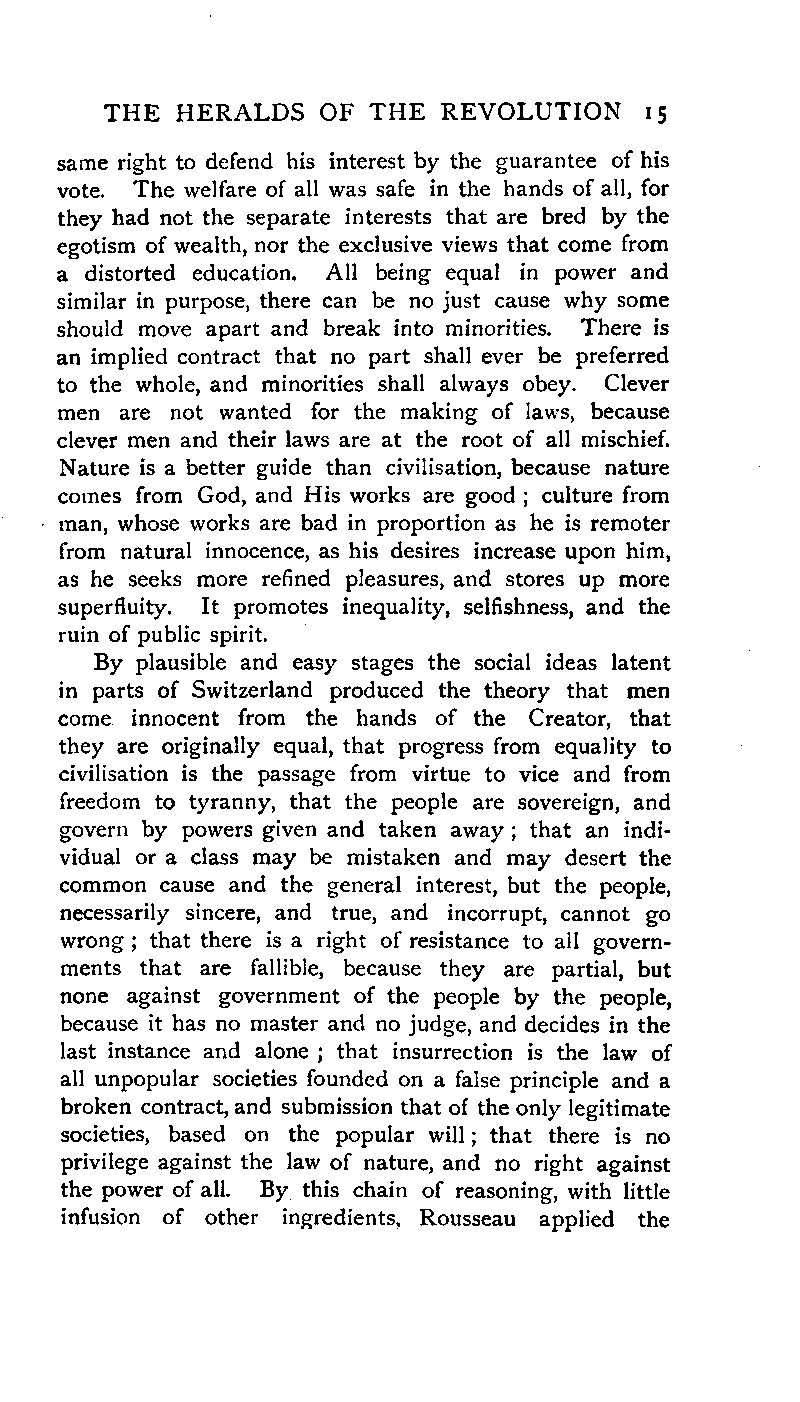 THE HERALDS OF THE REVOLUTION 15
same right to defend his interest by the guarantee of his
vote. The welfare of all was safe in the hands of all, for
they had not the separate interests that are bred by the
egotism of wealth, nor the exclusive views that come from
a distorted education. All being equal in power and
similar in purpose, there can be no just cause why some
should move apart and break into minorities. There is
an implied contract that no part shall ever be preferred
to the whole, and minorities shall always obey. Clever
men are not wanted for the making of laws, because
clever men and their laws are at the root of all mischief.
Nature is a better guide than civilisation, because nature
comes from God, and His works are good ; culture from
man, whose works are bad in proportion as he is remoter
from natural innocence, as his desires increase upon him,
as he seeks more refined pleasures, and stores up more
superfluity. It promotes inequality, selfishness, and the
ruin of public spirit.
By plausible and easy stages the social ideas latent
in parts of Switzerland produced the theory that men
come innocent from the hands of the Creator, that
they are originally equal, that progress from equality to
civilisation is the passage from virtue to vice and from
freedom to tyranny, that the people are sovereign, and
govern by powers given and taken away ; that an indi-
vidual or a class may be mistaken and may desert the
common cause and the general interest, but the people,
necessarily sincere, and true, and incorrupt, cannot go
wrong ; that there is a right of resistance to all govern-
ments that are fallible, because they are partial, but
none against government of the people by the people,
because it has no master and no judge, and decides in the
last instance and alone ; that insurrection is the law of
all unpopular societies founded on a false principle and a
broken contract, and submission that of the only legitimate
societies, based on the popular will ; that there is no
privilege against the law of nature, and no right against
the power of all. By this chain of reasoning, with little
infusion of other ingredients, Rousseau applied the